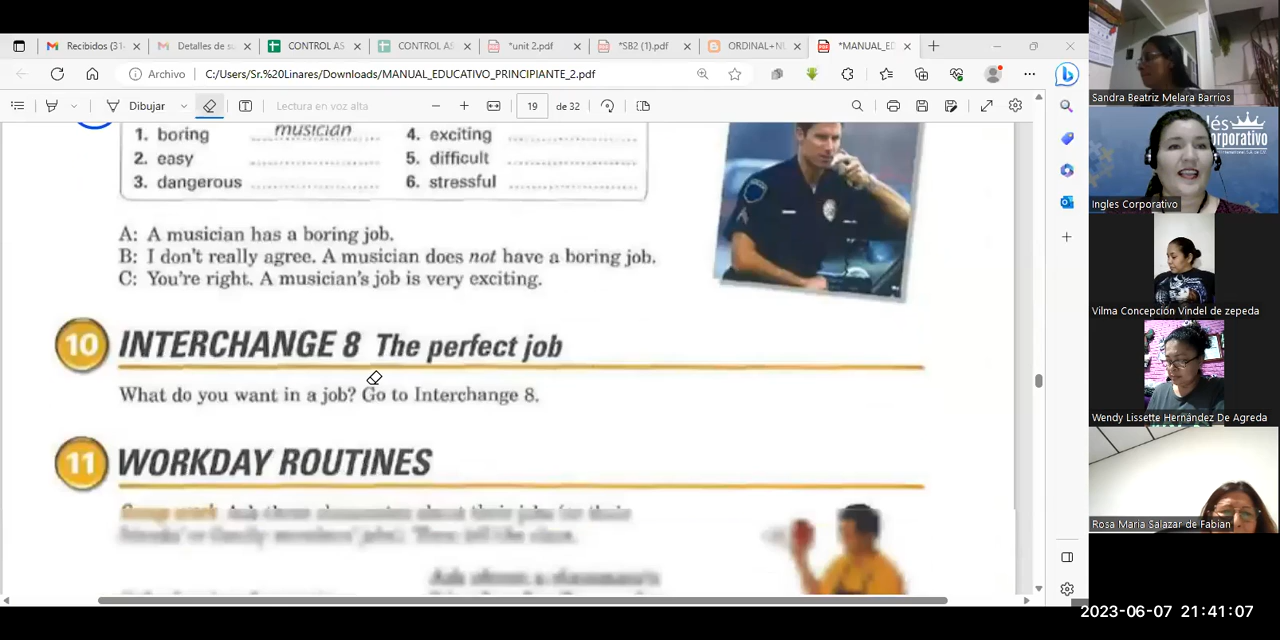 Recibidos (31
Detalles de su
CONTROL AS
CONTROL AS
*unit 2.pdf
*SB2 (1).pdf
ORDINAL+NU
*MANUAL_ED
Archivo
C:/Users/Sr.%20Linares/Downloads/MANUAL_EDUCATIVO_PRINCIPIANTE_2.pdf
Dibujar
Lectura en voz alta
19
de 32
1. boring musician 4. exciting
2. easy 5. difficult
3. dangerous 6. stressful
A: A musician has a boring job.
B: I don't really agree. A musician does not have a boring job.
C: You're right. A musician's job is very exciting.
10 INTERCHANGE 8 The perfect job
What do you want in a job? Go to Interchange 8.
11 WORKDAY ROUTINES
Sandra Beatriz Melara Barrios
lés
orporativo
Ingles Corporativo
Vilma Concepción Vindel de zepeda
Wendy Lissette Hernández De Agreda
Rosa Maria Salazar de Fabian
2023-06-07 21:41:07